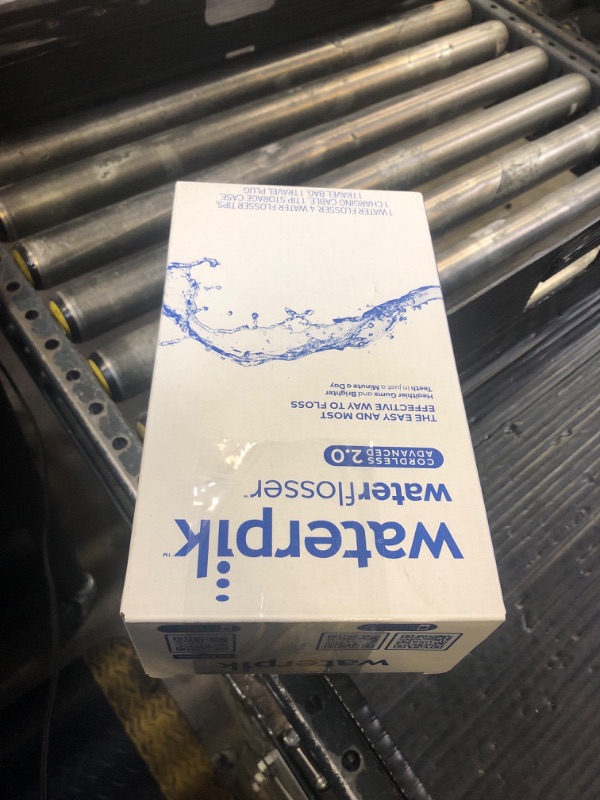 waterpik™
waterflosser™
CORDLESS 2.0
ADVANCED
THE EASY AND MOST
EFFECTIVE WAY TO FLOSS
Healthier Gums and Brighter
Teeth in just a Minute a Day
1 WATER FLOSSER, 4 WATER FLOSSER TIPS,
1 CHARGING CABLE, 1 TIP STORAGE CASE,
1 TRAVEL BAG, 1 TRAVEL PLUG
waterpik